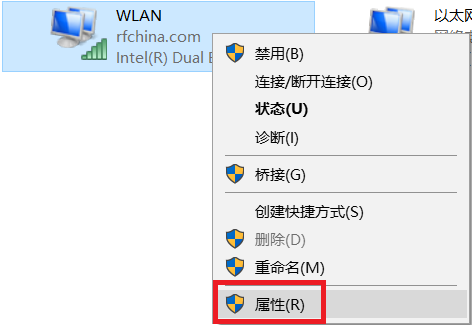 WLAN
rfchina.com
Intel(R) Dual
以太网
禁用(B)
连接/断开连接(O)
状态(U)
诊断(I)
桥接(G)
创建快捷方式(S)
删除(D)
重命名(M)
属性(R)